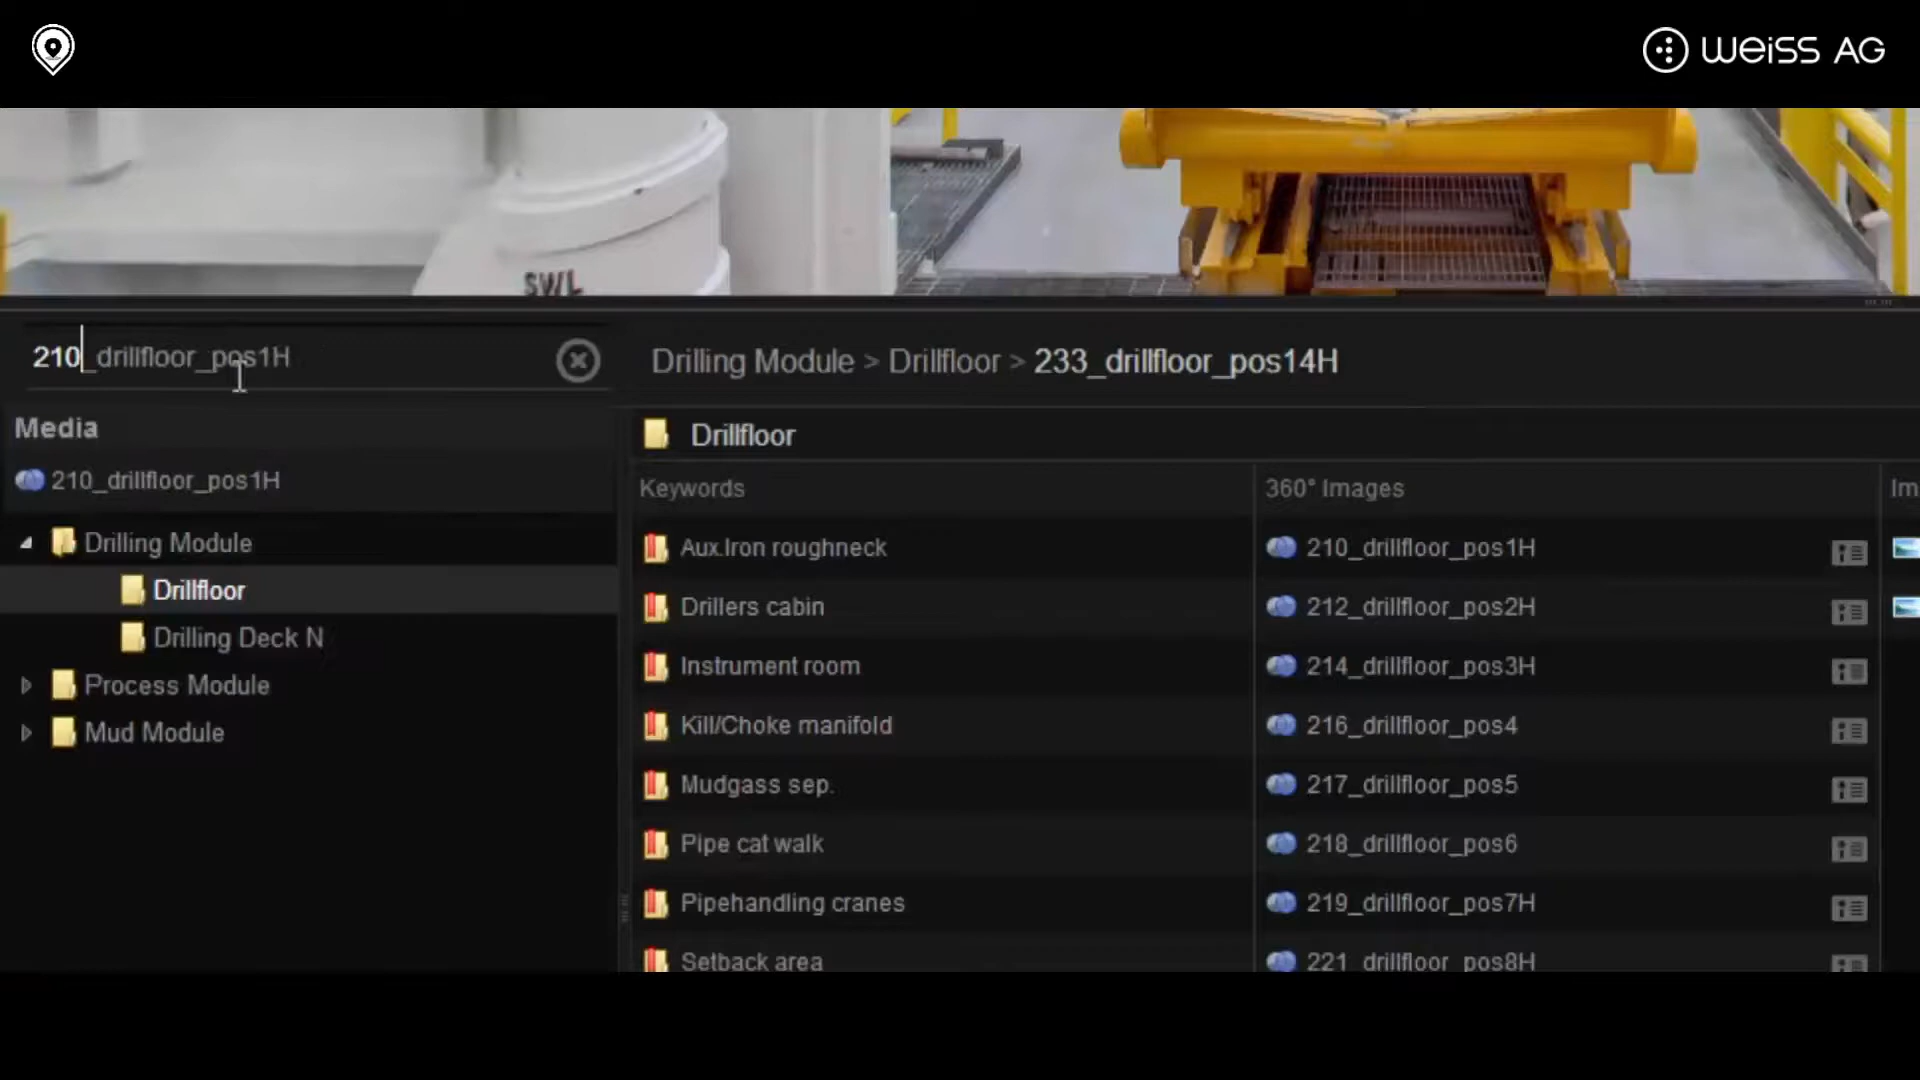 weiss AG
SWL
210_drillfloor_pos1H
Drilling Module > Drillfloor > 233_drillfloor_pos14H
Media
210_drillfloor_pos1H
Drilling Module
Drillfloor
Drilling Deck N
Process Module
Mud Module
Drillfloor
Keywords
Aux.Iron roughneck
Drillers cabin
Instrument room
Kill/Choke manifold
Mudgass sep.
Pipe cat walk
Pipehandling cranes
Setback area
360° Images
210_drillfloor_pos1H
212_drillfloor_pos2H
214_drillfloor_pos3H
216_drillfloor_pos4
217_drillfloor_pos5
218_drillfloor_pos6
219_drillfloor_pos7H
221_drillfloor_pos8H
Im